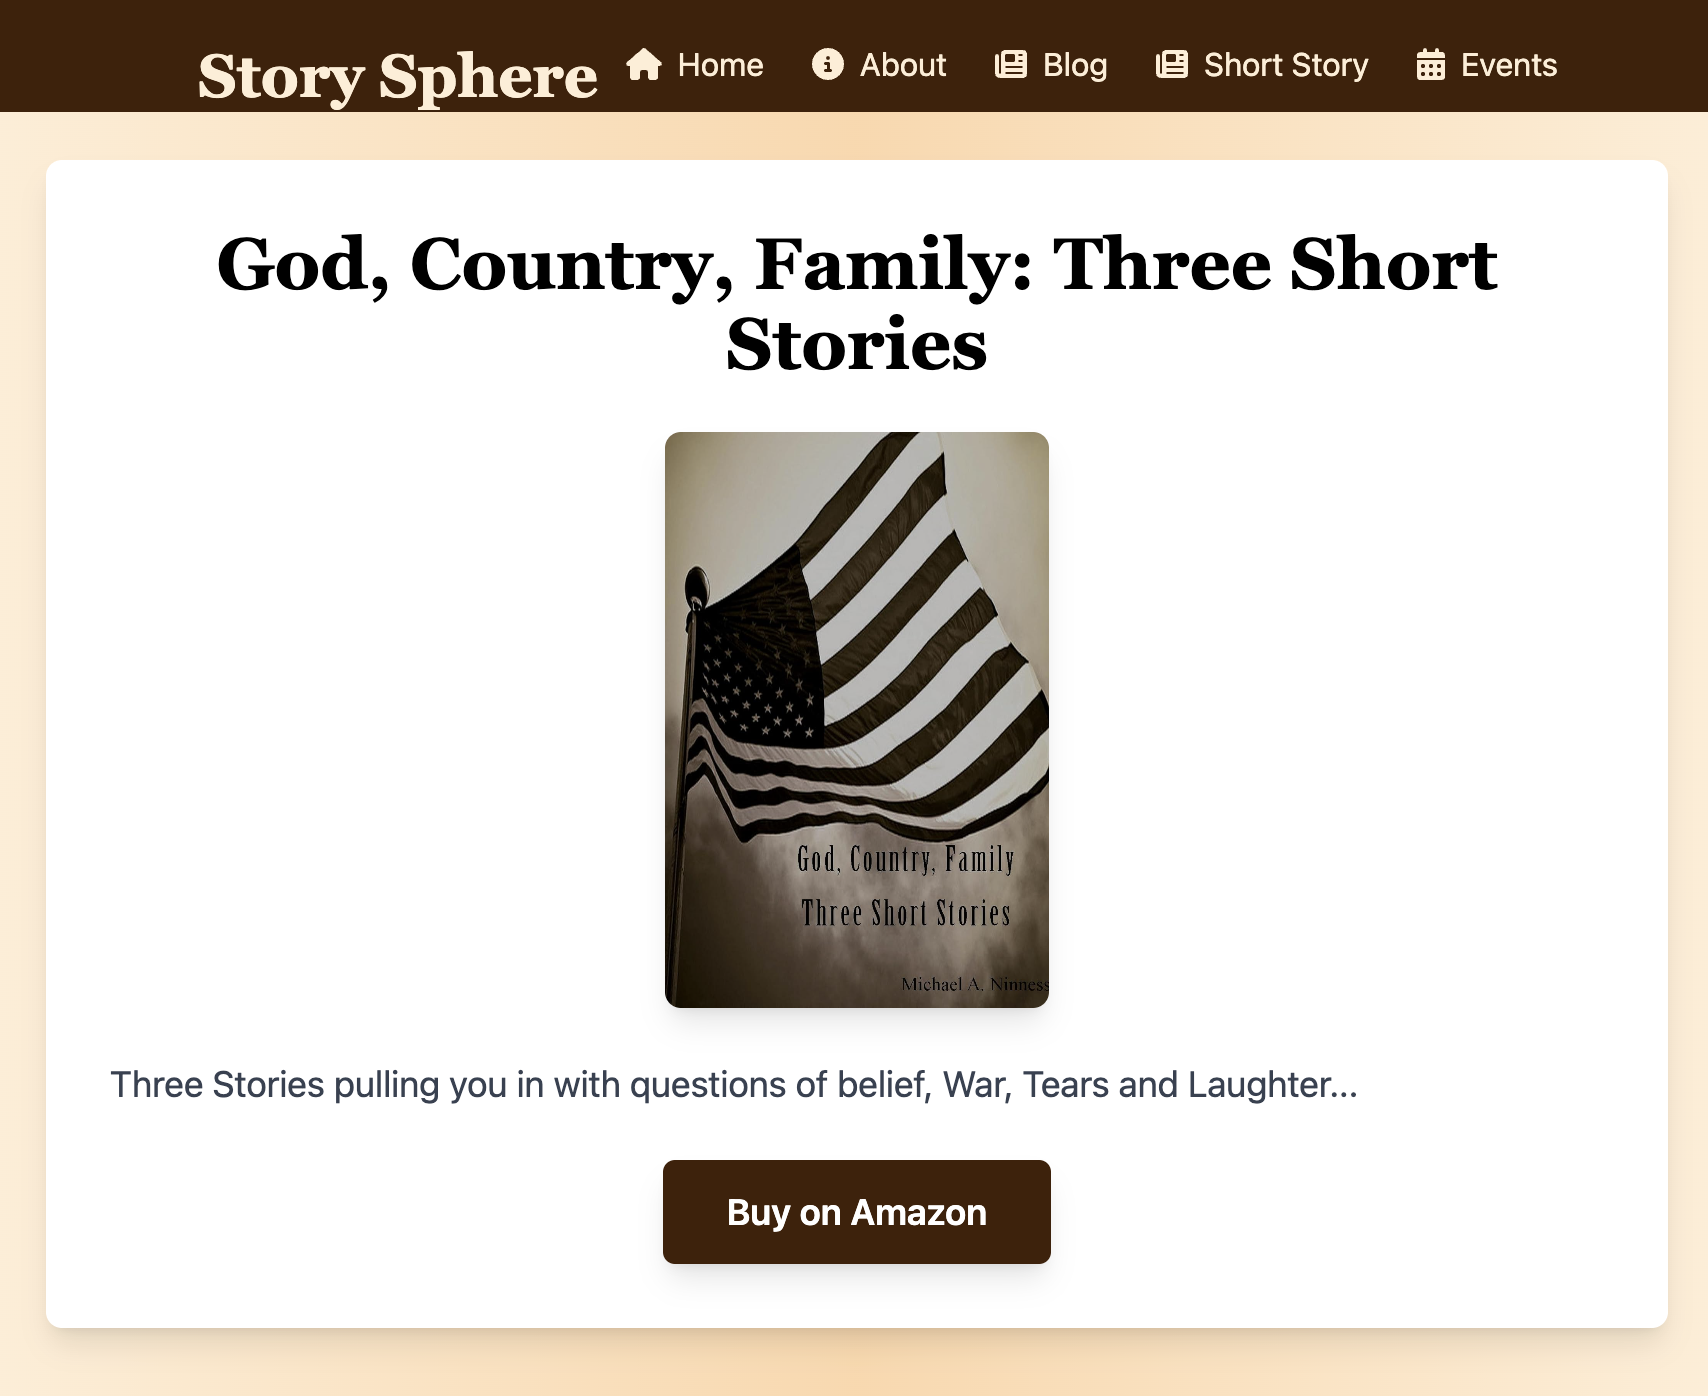 Story Sphere
Home
About
Blog
Short Story
Events
God, Country, Family: Three Short
Stories
God, Country, Family
Three Short Stories
Michael A. Ninness
Three Stories pulling you in with questions of belief, War, Tears and Laughter...
Buy on Amazon